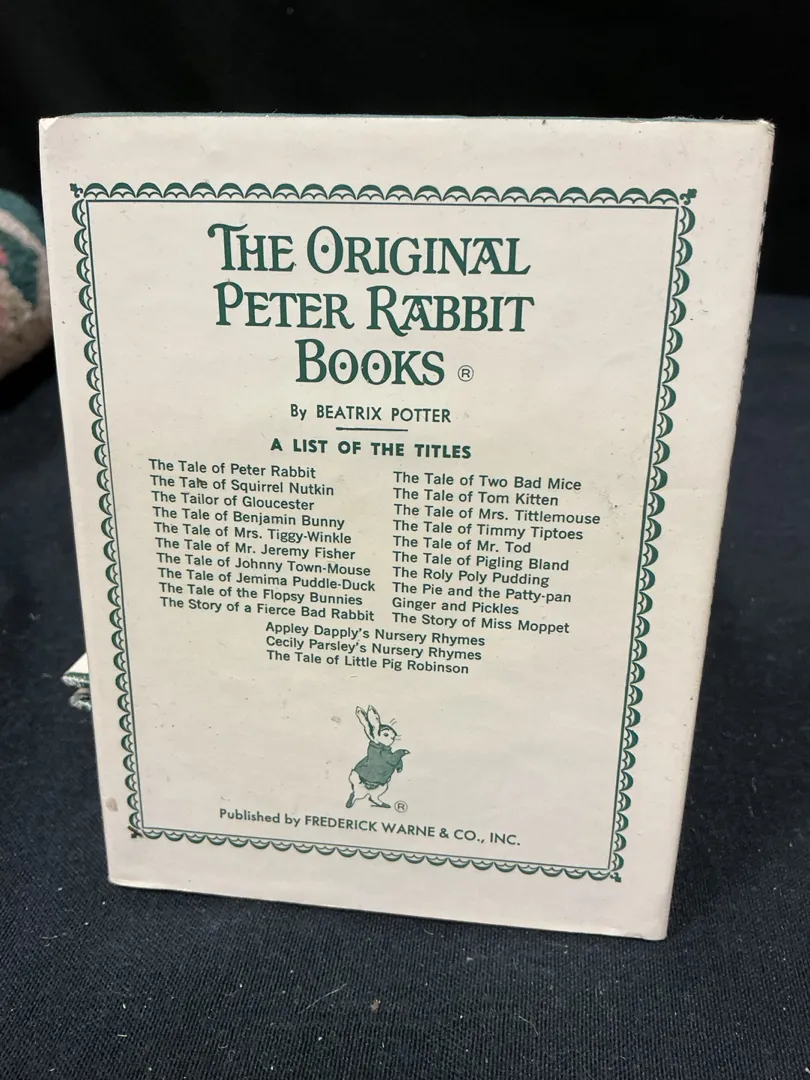 THE ORIGINAL
PETER RABBIT
BOOKS ®
By BEATRIX POTTER
A LIST OF THE TITLES
The Tale of Peter Rabbit
The Tale of Squirrel Nutkin
The Tailor of Gloucester
The Tale of Benjamin Bunny
The Tale of Mrs. Tiggy-Winkle
The Tale of Mr. Jeremy Fisher
The Tale of Johnny Town-Mouse
The Tale of Jemima Puddle-Duck
The Tale of the Flopsy Bunnies
The Story of a Fierce Bad Rabbit
The Tale of Two Bad Mice
The Tale of Tom Kitten
The Tale of Mrs. Tittlemouse
The Tale of Timmy Tiptoes
The Tale of Mr. Tod
The Tale of Pigling Bland
The Roly Poly Pudding
The Pie and the Patty-pan
Ginger and Pickles
The Story of Miss Moppet
Appley Dapply's Nursery Rhymes
Cecily Parsley's Nursery Rhymes
The Tale of Little Pig Robinson
®
Published by FREDERICK WARNE & CO., INC.